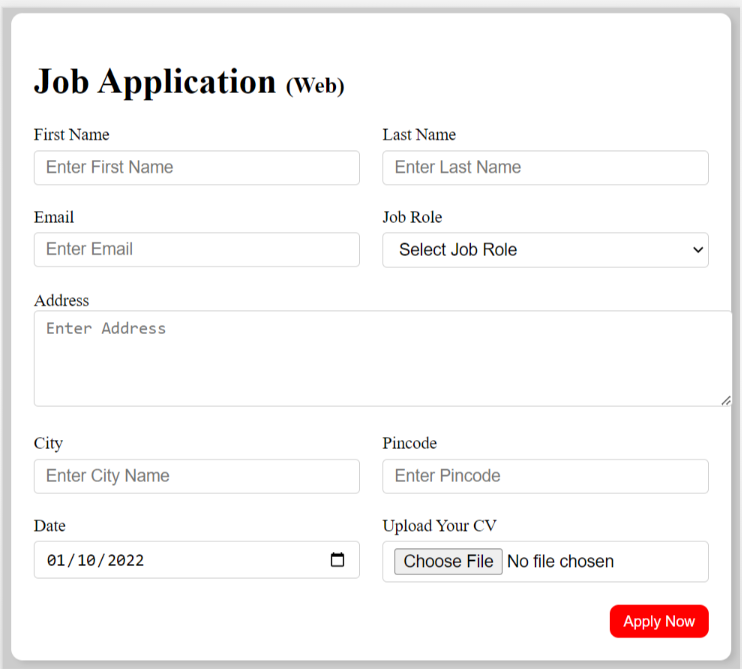 Job Application (Web)
First Name Last Name
Enter First Name Enter Last Name
Email Job Role
Enter Email Select Job Role
Address
Enter Address
City Pincode
Enter City Name Enter Pincode
Date Upload Your CV
01/10/2022 Choose File No file chosen
Apply Now